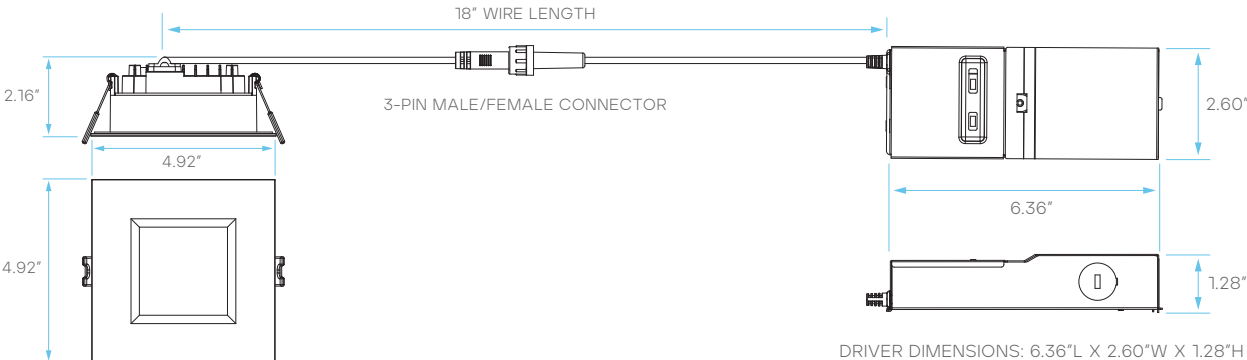 18" WIRE LENGTH
2.16"
3-PIN MALE/FEMALE CONNECTOR
2.60"
4.92"
6.36"
4.92"
1.28"
DRIVER DIMENSIONS: 6.36"L X 2.60"W X 1.28"H